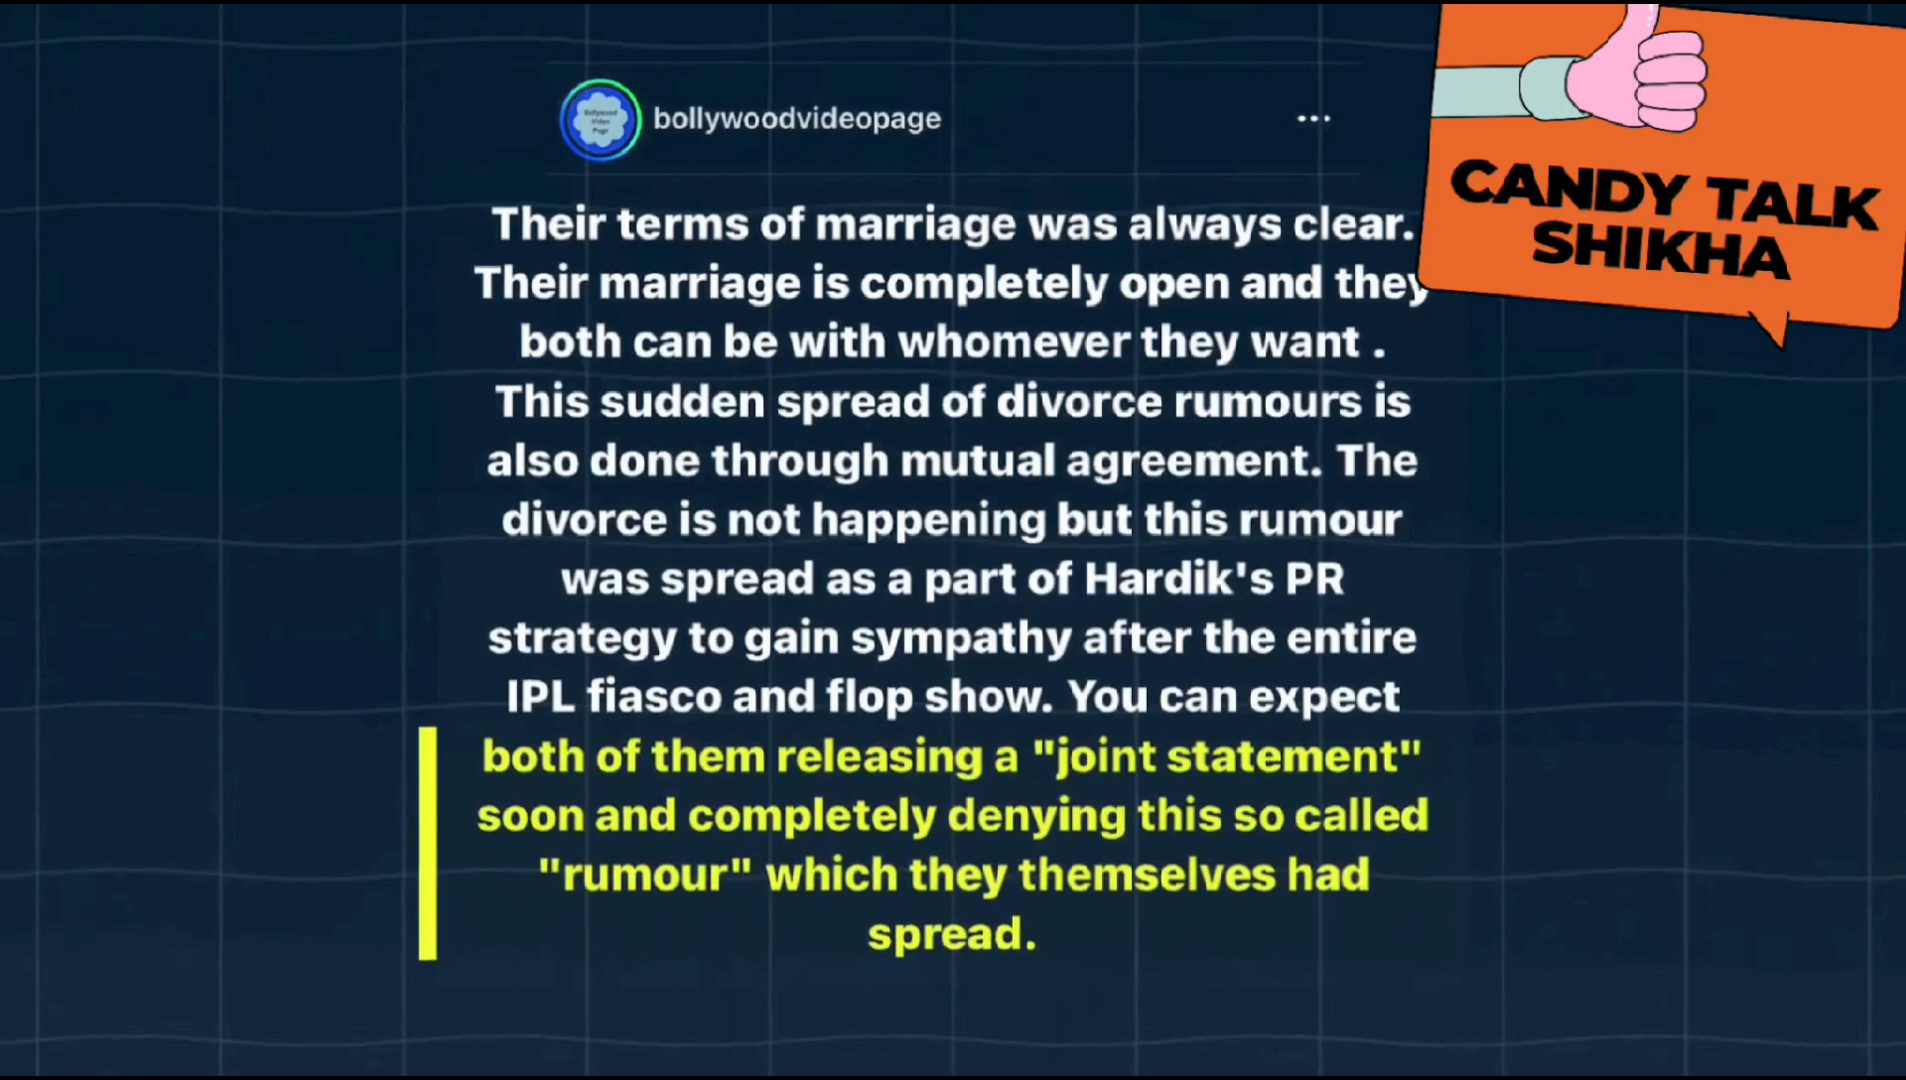 bollywoodvideopage
...
CANDY TALK
SHIKHA
Their terms of marriage was always clear.
Their marriage is completely open and they
both can be with whomever they want .
This sudden spread of divorce rumours is
also done through mutual agreement. The
divorce is not happening but this rumour
was spread as a part of Hardik's PR
strategy to gain sympathy after the entire
IPL fiasco and flop show. You can expect
both of them releasing a "joint statement"
soon and completely denying this so called
"rumour" which they themselves had
spread.